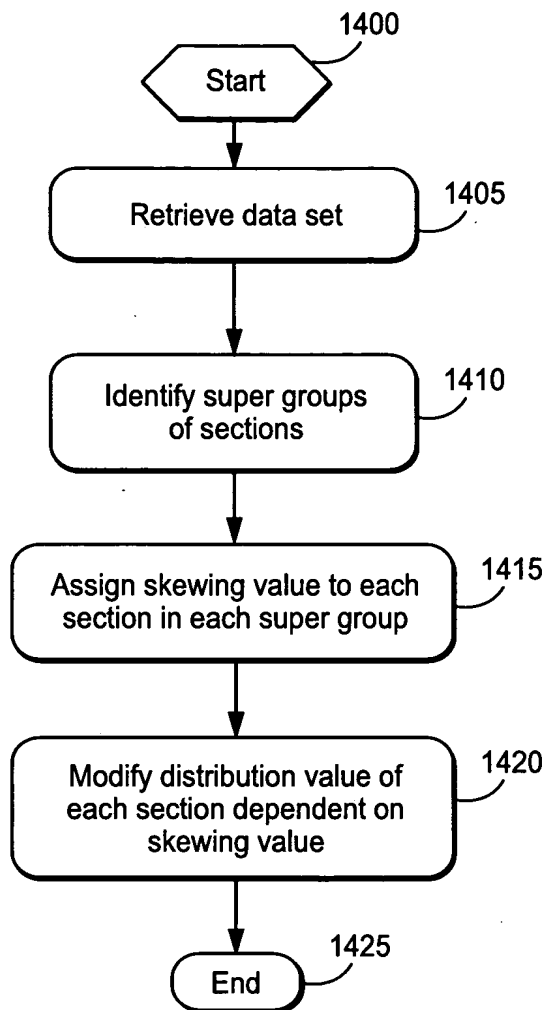 1400
Start
1405
Retrieve data set
1410
Identify super groups
of sections
1415
Assign skewing value to each
section in each super group
1420
Modify distribution value of
each section dependent on
skewing value
1425
End